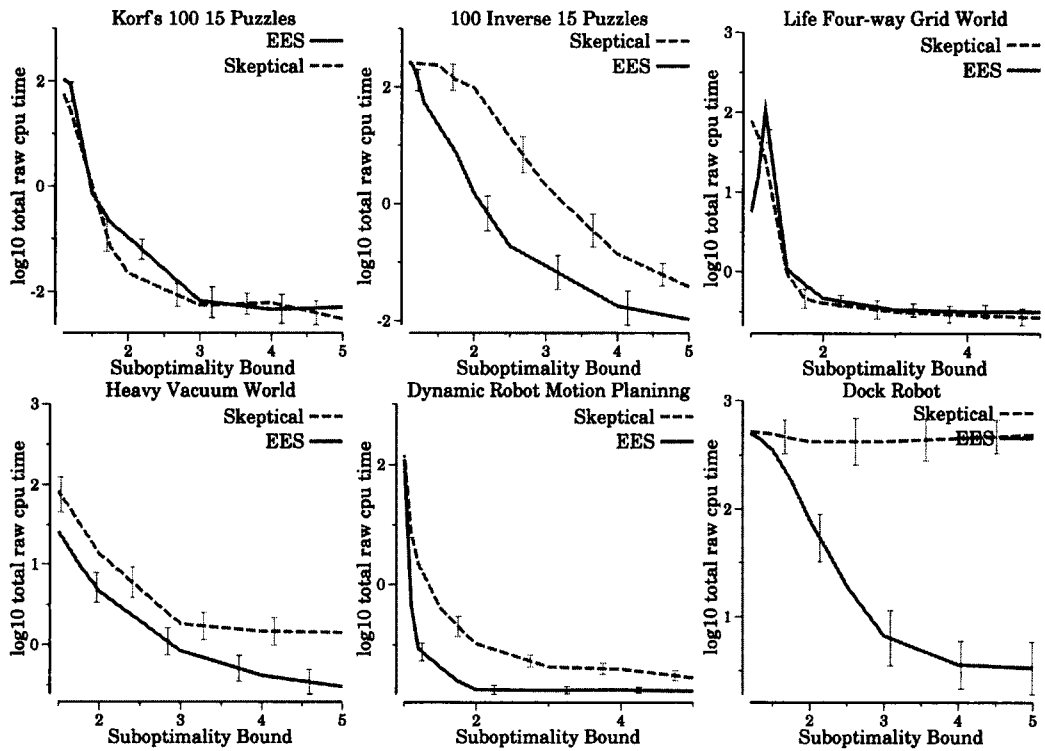 Korf's 100 15 Puzzles
EES
Skeptical
log10 total raw cpu time
2
0
-2
2
3
4
5
Suboptimality Bound
100 Inverse 15 Puzzles
Skeptical
EES
log10 total raw cpu time
2
0
-2
2
3
4
5
Suboptimality Bound
Life Four-way Grid World
Skeptical
EES
log10 total raw cpu time
3
2
1
0
2
4
Suboptimality Bound
Heavy Vacuum World
Skeptical
EES
log10 total raw cpu time
3
2
1
0
2
3
4
5
Suboptimality Bound
Dynamic Robot Motion Planinng
Skeptical
EES
log10 total raw cpu time
2
0
2
4
Suboptimality Bound
Dock Robot
Skeptical
EES
log10 total raw cpu time
3
2
1
2
3
4
5
Suboptimality Bound